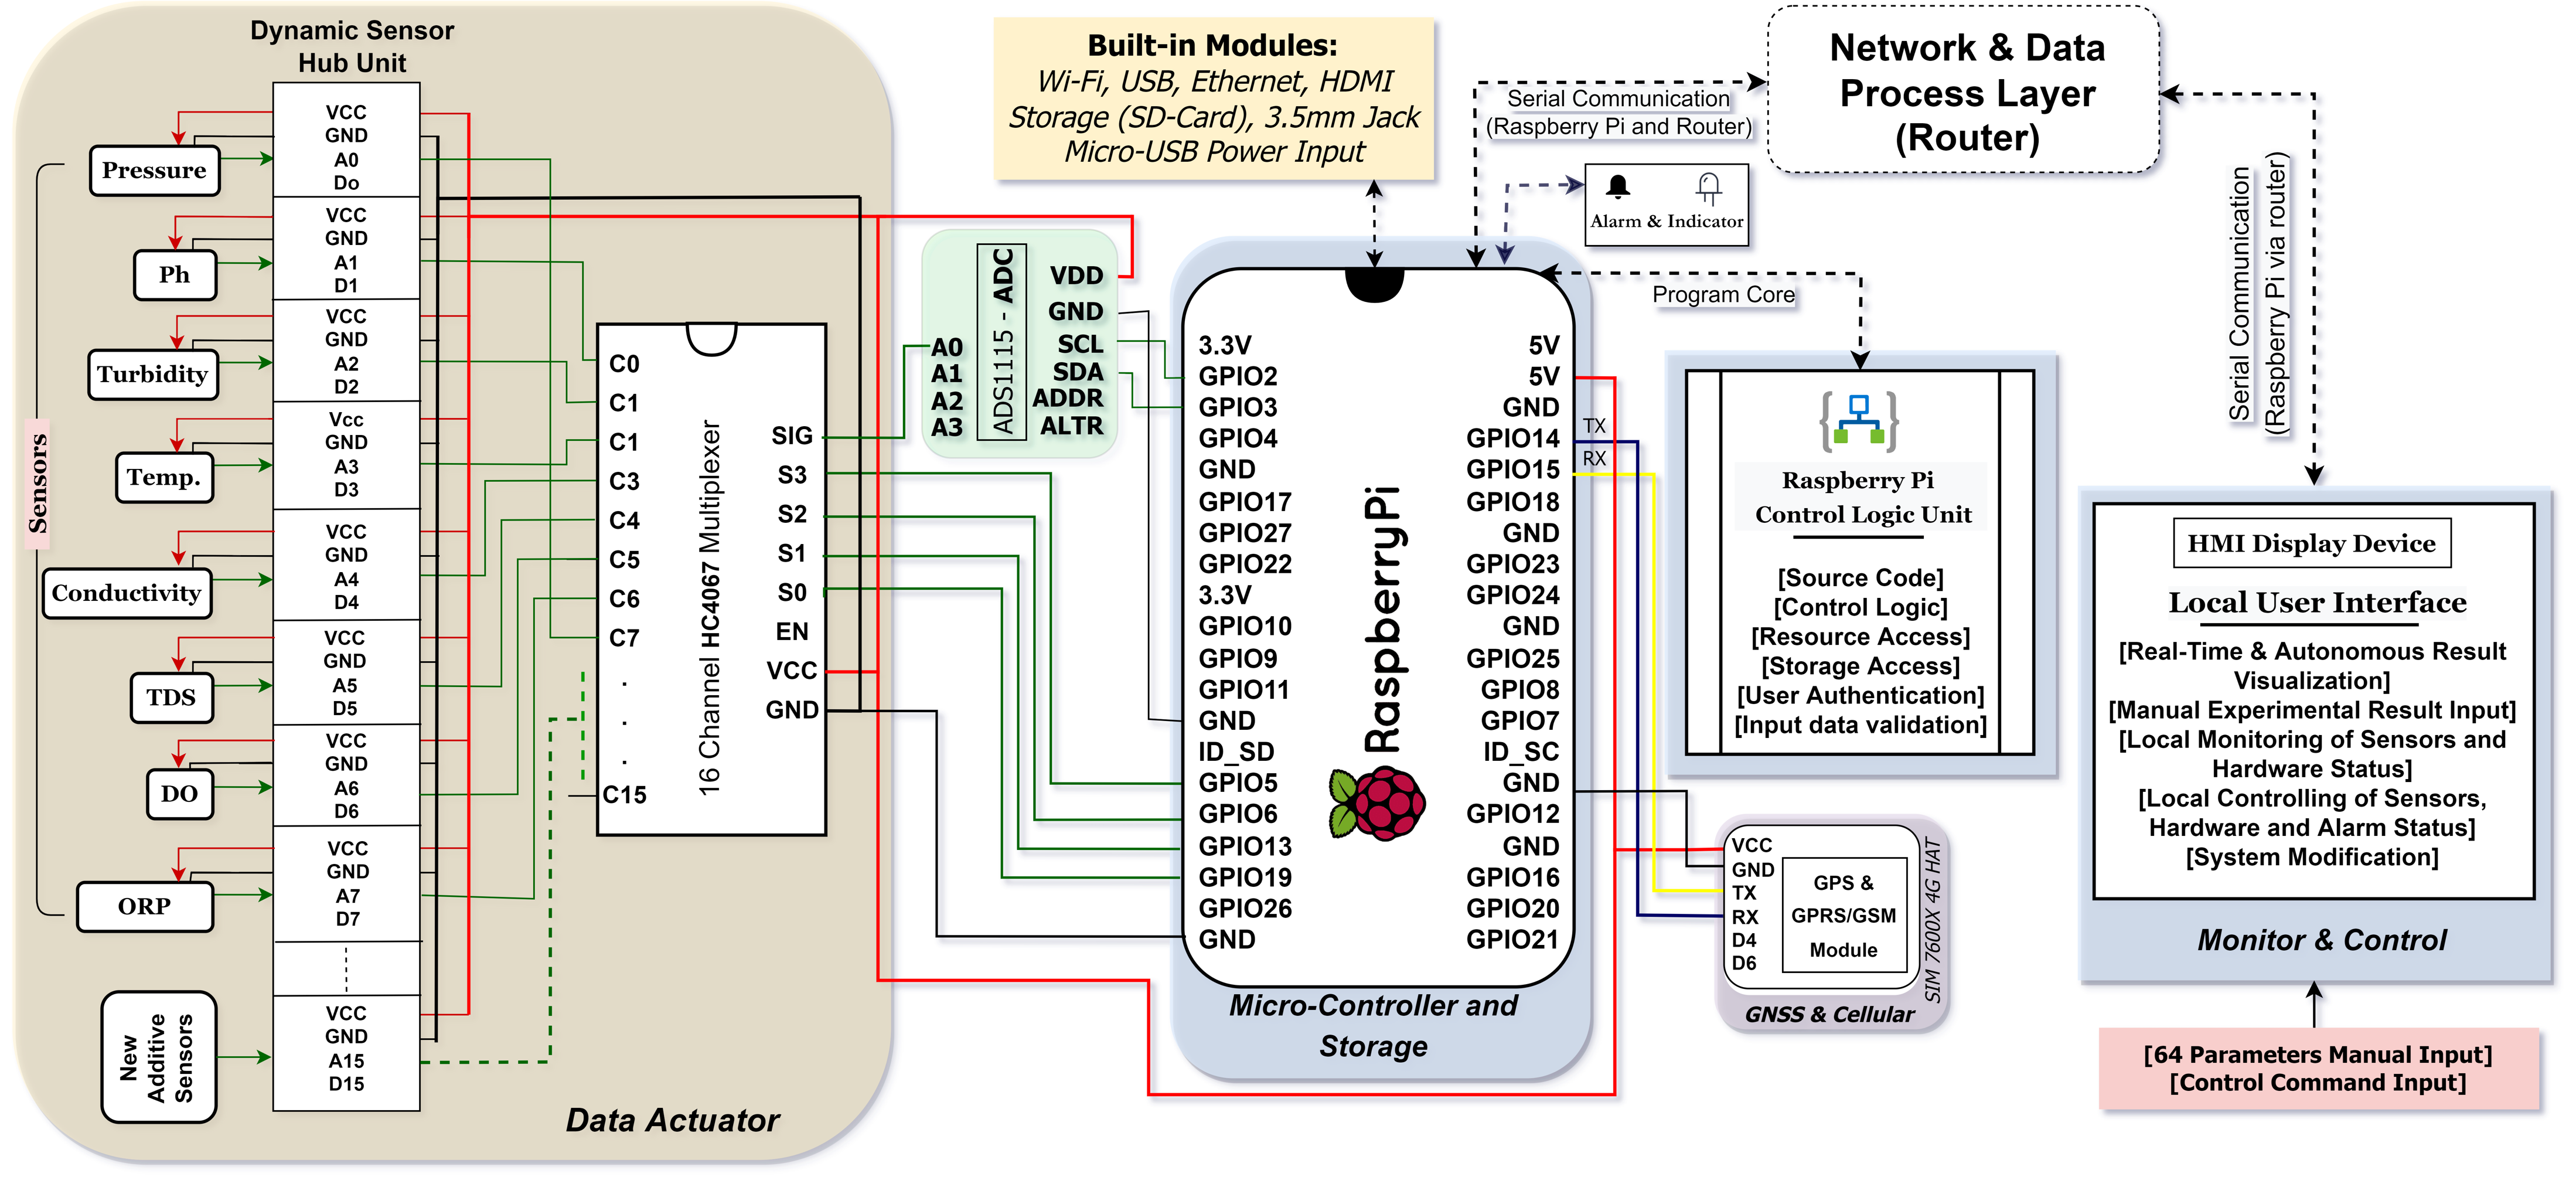 Dynamic Sensor
Hub Unit
Sensors
Pressure
Ph
Turbidity
Temp.
Conductivity
TDS
DO
ORP
New
Additive
Sensors
VCC
GND
A0
Do
VCC
GND
A1
D1
VCC
GND
A2
D2
Vcc
GND
A3
D3
VCC
GND
A4
D4
VCC
GND
A5
D5
VCC
GND
A6
D6
VCC
GND
A7
D7
VCC
GND
A15
D15
C0
C1
C1
C3
C4
C5
C6
C7
.
.
.
C15
16 Channel HC4067 Multiplexer
SIG
S3
S2
S1
S0
EN
VCC
GND
Data Actuator
A0
A1
A2
A3
ADS1115 - ADC
VDD
GND
SCL
SDA
ADDR
ALTR
Built-in Modules:
Wi-Fi, USB, Ethernet, HDMI
Storage (SD-Card), 3.5mm Jack
Micro-USB Power Input
3.3V
GPIO2
GPIO3
GPIO4
GND
GPIO17
GPIO27
GPIO22
3.3V
GPIO10
GPIO9
GPIO11
GND
ID_SD
GPIO5
GPIO6
GPIO13
GPIO19
GPIO26
GND
RaspberryPi
5V
5V
GND
GPIO14
GPIO15
GPIO18
GND
GPIO23
GPIO24
GND
GPIO25
GPIO8
GPIO7
ID_SC
GND
GPIO12
GND
GPIO16
GPIO20
GPIO21
Micro-Controller and
Storage
TX
RX
Serial Communication
(Raspberry Pi and Router)
Alarm & Indicator
Program Core
Network & Data
Process Layer
(Router)
Raspberry Pi
Control Logic Unit
[Source Code]
[Control Logic]
[Resource Access]
[Storage Access]
[User Authentication]
[Input data validation]
VCC
GND
TX
RX
D4
D6
GPS &
GPRS/GSM
Module
SIM 7600X 4G HAT
GNSS & Cellular
Serial Communication
(Raspberry Pi via router)
HMI Display Device
Local User Interface
[Real-Time & Autonomous Result
Visualization]
[Manual Experimental Result Input]
[Local Monitoring of Sensors and
Hardware Status]
[Local Controlling of Sensors,
Hardware and Alarm Status]
[System Modification]
Monitor & Control
[64 Parameters Manual Input]
[Control Command Input]